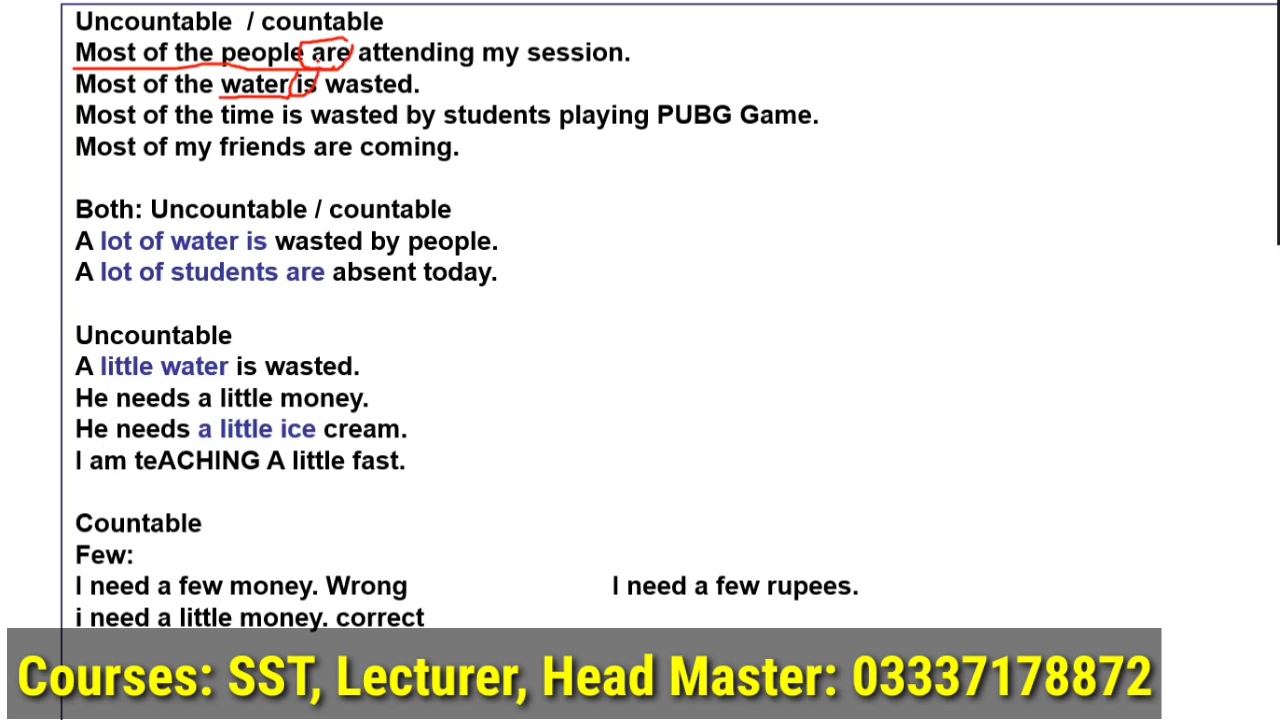 Uncountable / countable
Most of the people are attending my session.
Most of the water is wasted.
Most of the time is wasted by students playing PUBG Game.
Most of my friends are coming.
Both: Uncountable / countable
A lot of water is wasted by people.
A lot of students are absent today.
Uncountable
A little water is wasted.
He needs a little money.
He needs a little ice cream.
I am teACHING A little fast.
Countable
Few:
I need a few money. Wrong I need a few rupees.
i need a little money. correct
Courses: SST, Lecturer, Head Master: 03337178872